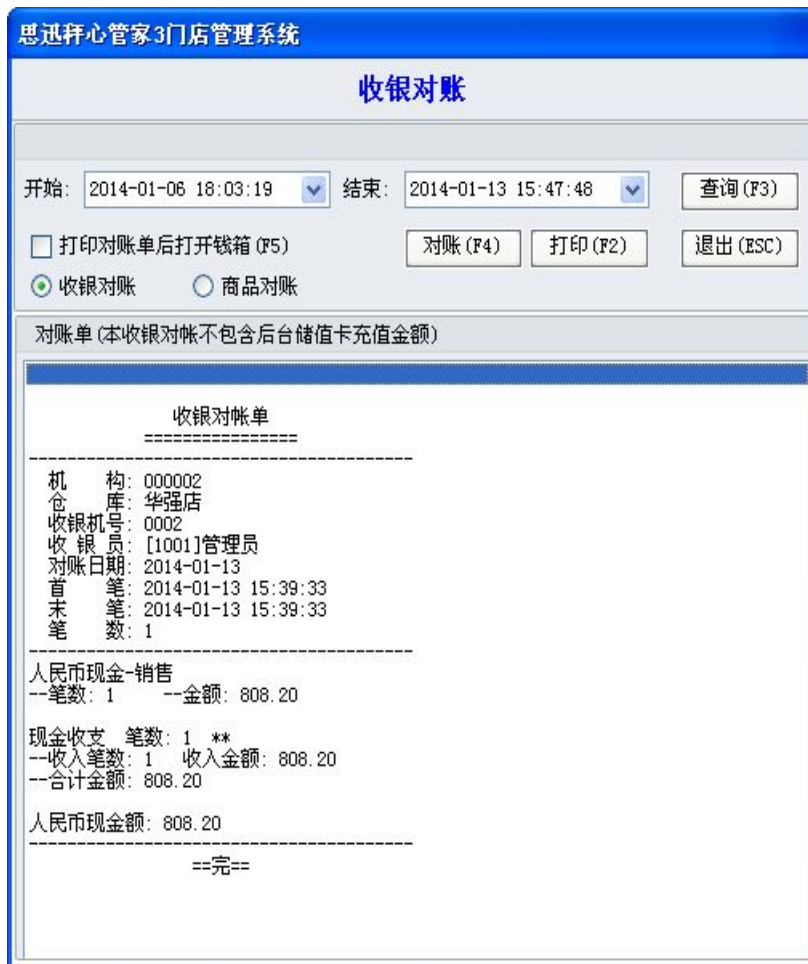 思迅秤心管家3门店管理系统
收银对账
开始: 2014-01-06 18:03:19 结束: 2014-01-13 15:47:48 查询(F3)
打印对账单后打开钱箱(F5) 对账(F4) 打印(F2) 退出(ESC)
收银对账 商品对账
对账单(本收银对帐不包含后台储值卡充值金额)
收银对帐单
================
----------------------------------------
机 构: 000002
仓 库: 华强店
收银机号: 0002
收 银 员: [1001]管理员
对账日期: 2014-01-13
首 笔: 2014-01-13 15:39:33
末 笔: 2014-01-13 15:39:33
笔 数: 1
----------------------------------------
人民币现金-销售
--笔数: 1 --金额: 808.20
现金收支 笔数: 1 **
--收入笔数: 1 收入金额: 808.20
--合计金额: 808.20
人民币现金额: 808.20
----------------------------------------
==完==